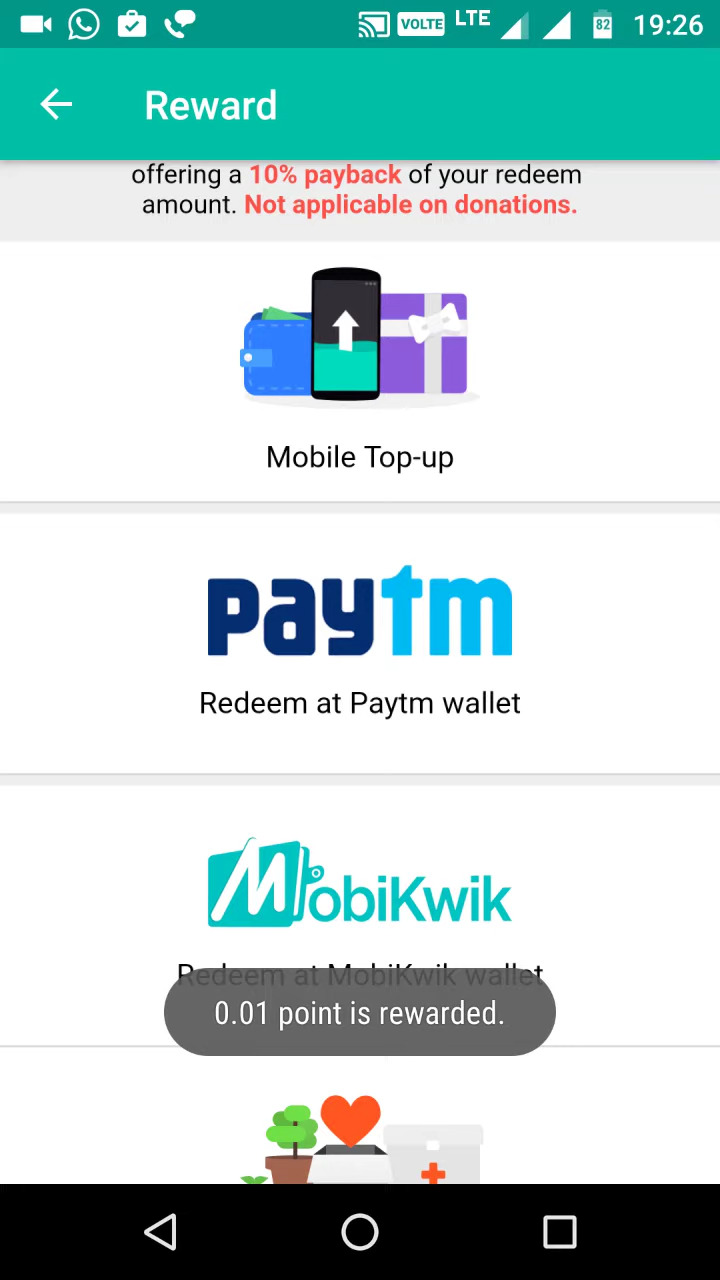 VOLTE LTE 82 19:26
Reward
offering a 10% payback of your redeem
amount. Not applicable on donations.
Mobile Top-up
paytm
Redeem at Paytm wallet
MobiKwik
Redeem at MobiKwik wallet
0.01 point is rewarded.